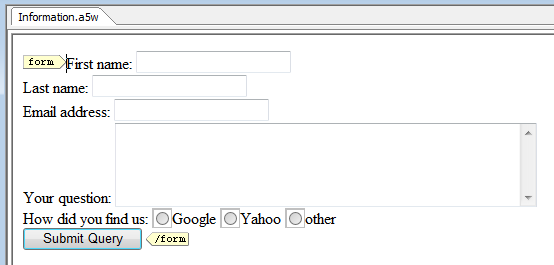 Information.a5w
form First name:
Last name:
Email address:
Your question:
How did you find us: Google Yahoo other
Submit Query /form